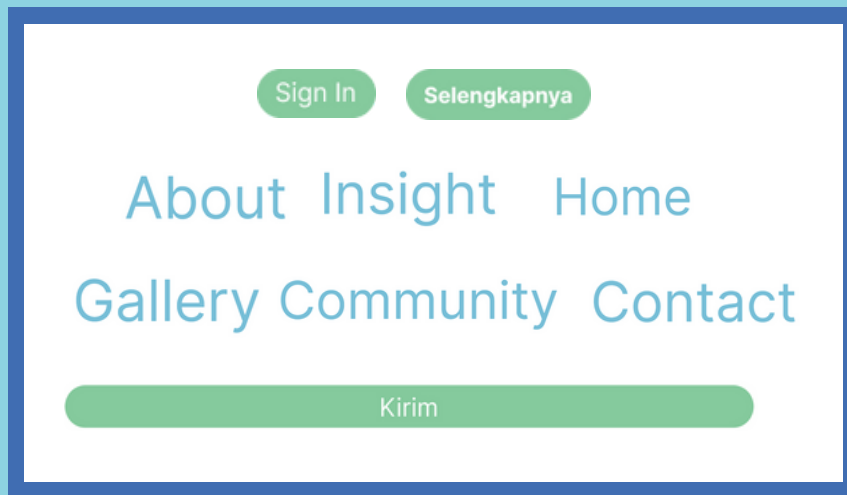 Sign In Selengkapnya
About Insight Home
Gallery Community Contact
Kirim